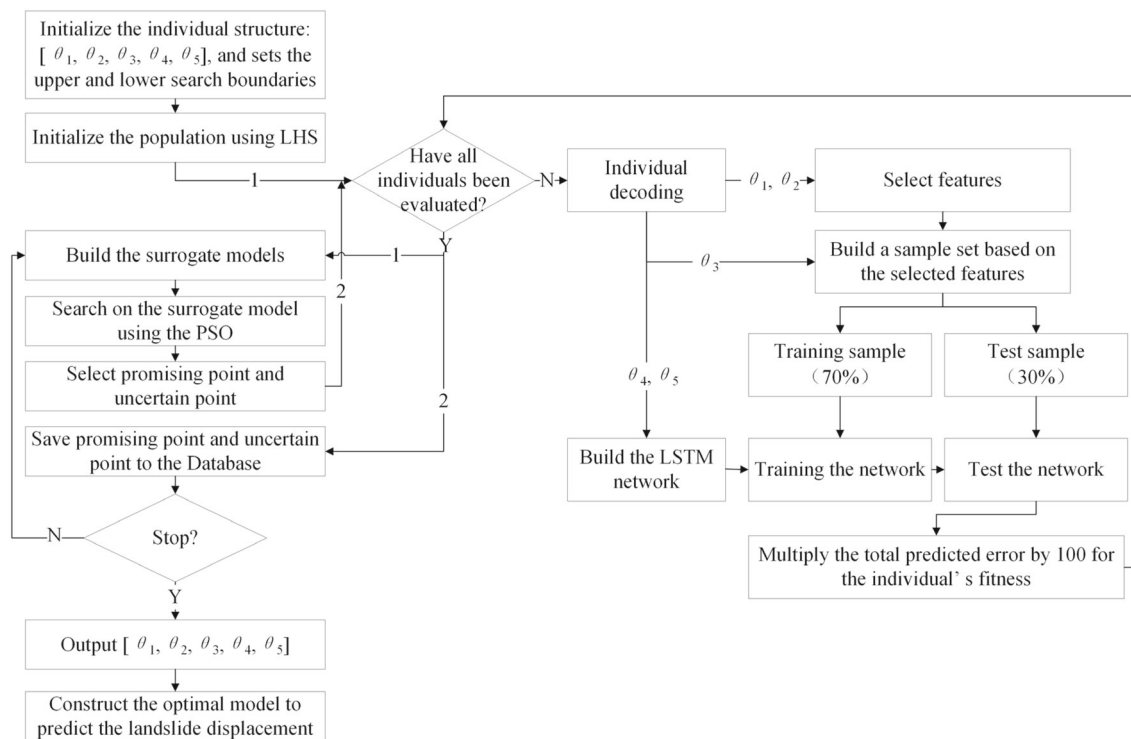 Initialize the individual structure:
[ θ1, θ2, θ3, θ4, θ5], and sets the
upper and lower search boundaries
Initialize the population using LHS
1
Have all
individuals been
evaluated?
N
Y
Individual
decoding
θ1, θ2
Select features
θ3
Build a sample set based on
the selected features
Build the surrogate models
1
2
Search on the surrogate model
using the PSO
Select promising point and
uncertain point
2
Training sample
（70%）
Test sample
（30%）
θ4, θ5
Save promising point and uncertain
point to the Database
Build the LSTM
network
Training the network
Test the network
N
Stop?
Y
Multiply the total predicted error by 100 for
the individual’ s fitness
Output [ θ1, θ2, θ3, θ4, θ5]
Construct the optimal model to
predict the landslide displacement